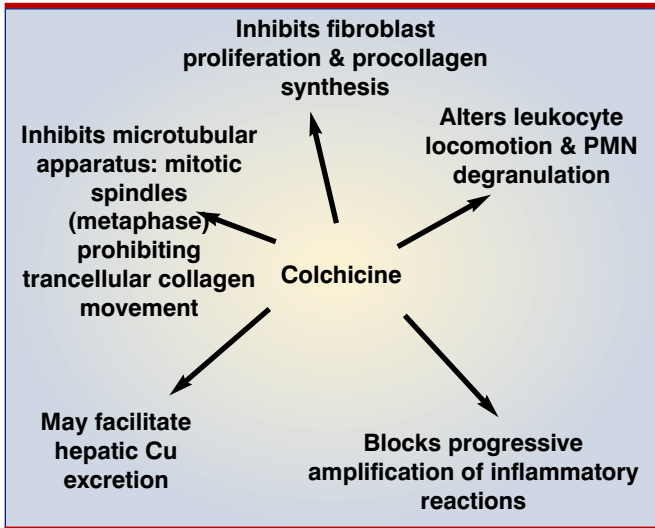 Inhibits fibroblast
proliferation & procollagen
synthesis
Alters leukocyte
locomotion & PMN
degranulation
Inhibits microtubular
apparatus: mitotic
spindles
(metaphase)
prohibiting
trancellular collagen
movement
Colchicine
May facilitate
hepatic Cu
excretion
Blocks progressive
amplification of inflammatory
reactions